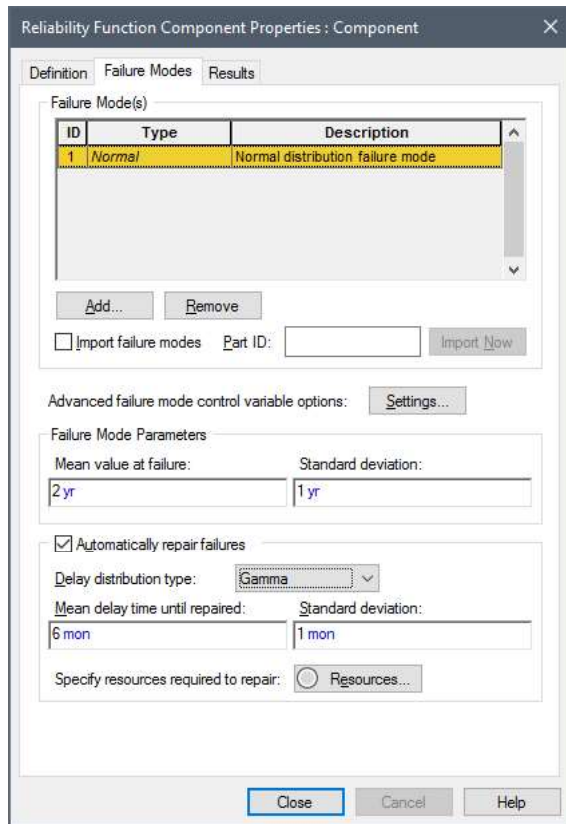 Reliability Function Component Properties : Component
Definition Failure Modes Results
Failure Mode(s)
ID Type Description
1 Normal Normal distribution failure mode
Add... Remove
Import failure modes Part ID: Import Now
Advanced failure mode control variable options: Settings...
Failure Mode Parameters
Mean value at failure: Standard deviation:
2 yr 1 yr
Automatically repair failures
Delay distribution type: Gamma
Mean delay time until repaired: Standard deviation:
6 mon 1 mon
Specify resources required to repair: Resources...
Close Cancel Help